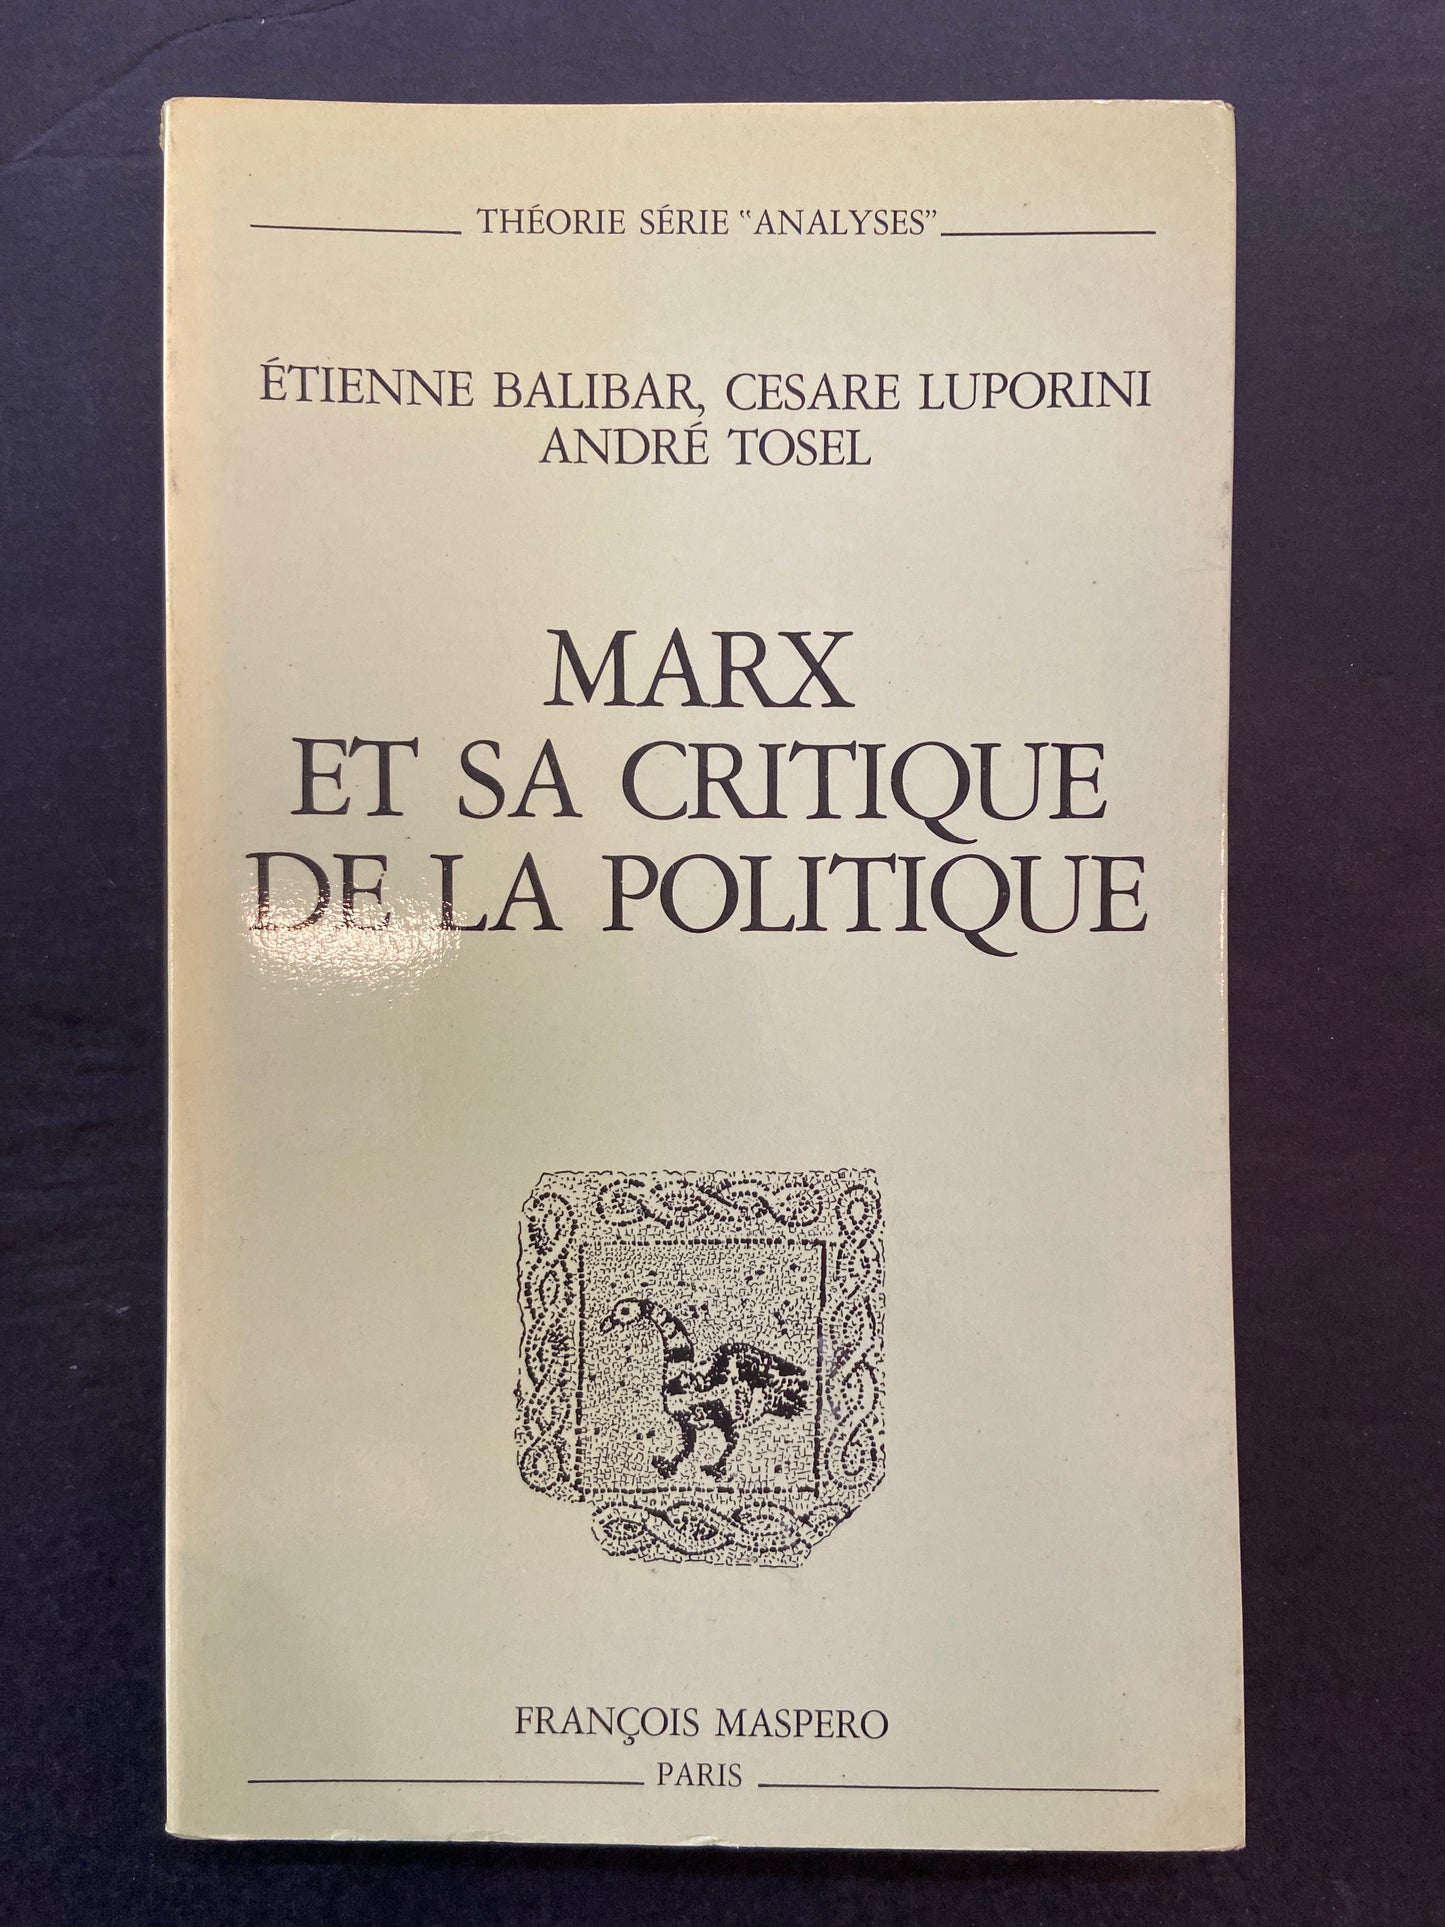 THÉORIE SÉRIE "ANALYSES"
ÉTIENNE BALIBAR, CESARE LUPORINI
ANDRÉ TOSEL
MARX
ET SA CRITIQUE
DE LA POLITIQUE
FRANÇOIS MASPERO
PARIS